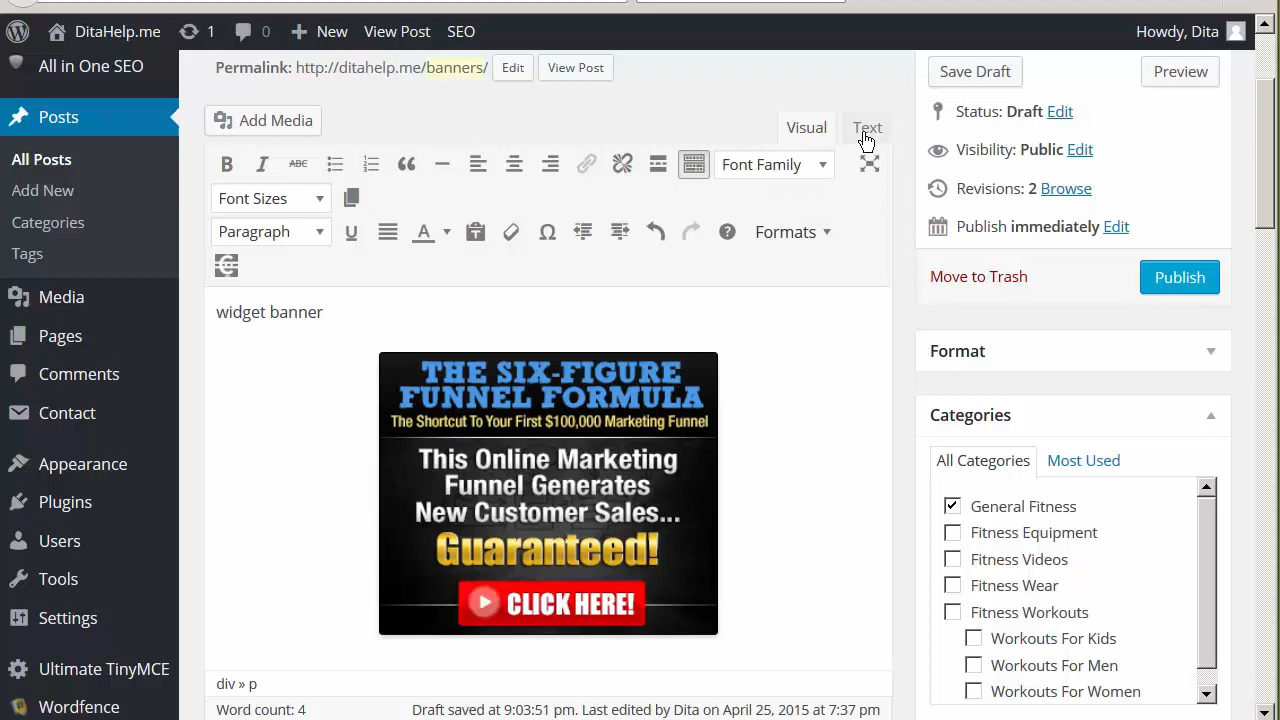 DitaHelp.me 1 0 New View Post SEO Howdy, Dita
All in One SEO
Posts
All Posts
Add New
Categories
Tags
Media
Pages
Comments
Contact
Appearance
Plugins
Users
Tools
Settings
Ultimate TinyMCE
Wordfence
Permalink: http://ditahelp.me/banners/ Edit View Post
Add Media
Visual Text
B I ABC Font Family
Font Sizes
Paragraph U A Formats
widget banner
THE SIX-FIGURE
FUNNEL FORMULA
The Shortcut To Your First $100,000 Marketing Funnel
This Online Marketing
Funnel Generates
New Customer Sales...
Guaranteed!
CLICK HERE!
div » p
Word count: 4 Draft saved at 9:03:51 pm. Last edited by Dita on April 25, 2015 at 7:37 pm
Save Draft Preview
Status: Draft Edit
Visibility: Public Edit
Revisions: 2 Browse
Publish immediately Edit
Move to Trash Publish
Format
Categories
All Categories Most Used
General Fitness
Fitness Equipment
Fitness Videos
Fitness Wear
Fitness Workouts
Workouts For Kids
Workouts For Men
Workouts For Women